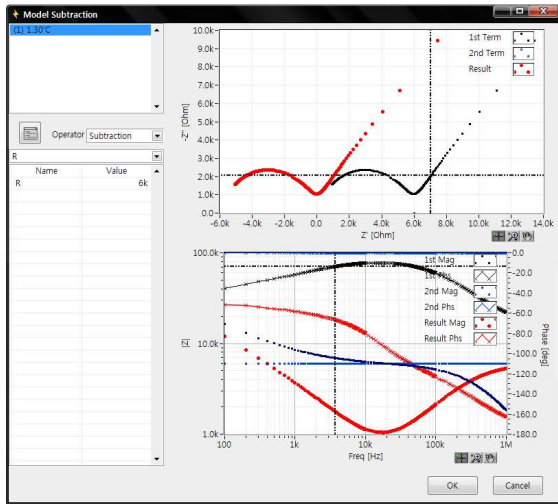 Model Subtraction
(1) 1.30℃
Operator Subtraction
R
Name Value
R 6k
10.0k
9.0k
8.0k
7.0k
6.0k
5.0k
4.0k
3.0k
2.0k
1.0k
0.0
-Z" [Ohm]
-6.0k -4.0k -2.0k 0.0 2.0k 4.0k 6.0k 8.0k 10.0k 12.0k 14.0k
Z' [Ohm]
1st Term
2nd Term
Result
100.0k
10.0k
1.0k
|Z|
100 1k 10k 100k 1M
Freq [Hz]
0.0
-20.0
-40.0
-60.0
-80.0
-100.0
-120.0
-140.0
-160.0
-180.0
Phase [deg]
1st Mag
1st Phs
2nd Mag
2nd Phs
Result Mag
Result Phs
OK Cancel